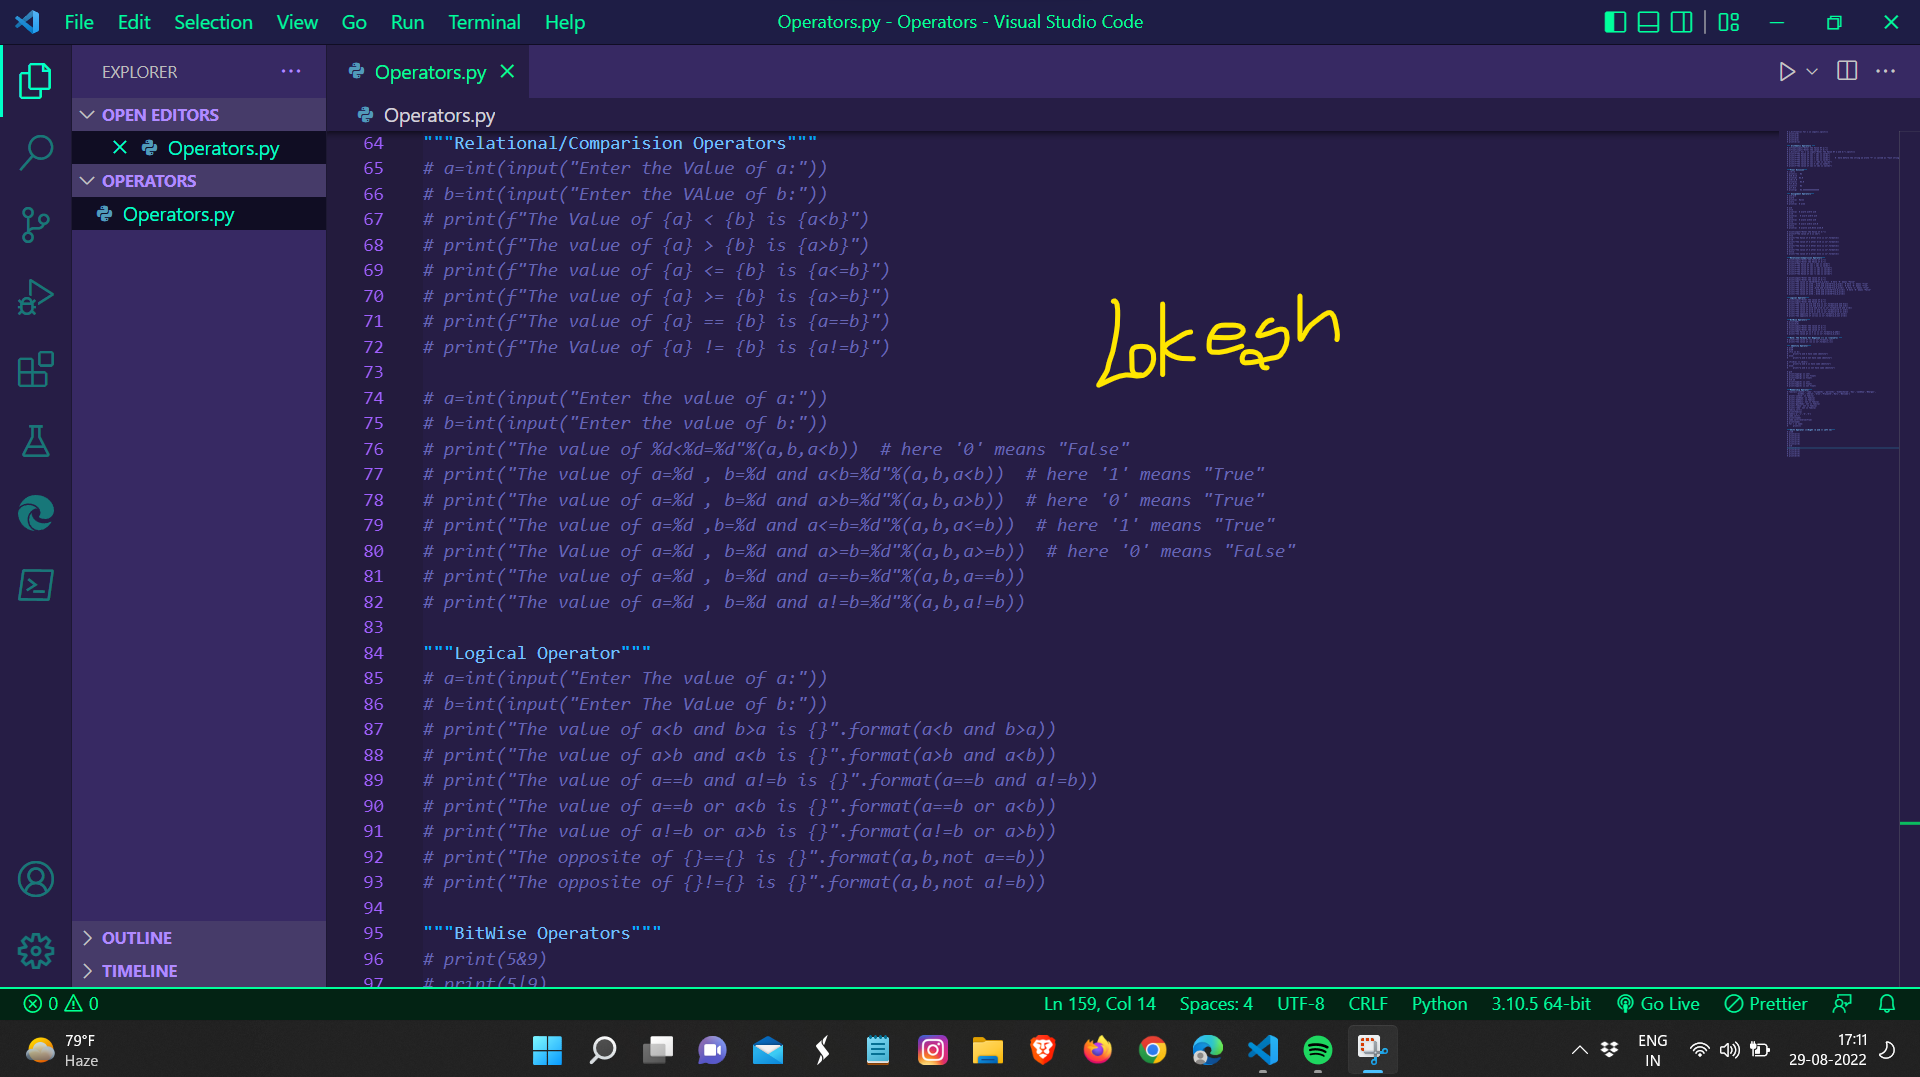 File Edit Selection View Go Run Terminal Help
Operators.py - Operators - Visual Studio Code
EXPLORER
Operators.py
OPEN EDITORS
Operators.py
Operators.py
OPERATORS
Operators.py
64 """Relational/Comparision Operators"""
65 # a=int(input("Enter the Value of a:"))
66 # b=int(input("Enter the VAlue of b:"))
67 # print(f"The Value of {a} < {b} is {a<b}")
68 # print(f"The value of {a} > {b} is {a>b}")
69 # print(f"The value of {a} <= {b} is {a<=b}")
70 # print(f"The value of {a} >= {b} is {a>=b}")
71 # print(f"The value of {a} == {b} is {a==b}")
72 # print(f"The Value of {a} != {b} is {a!=b}")
Lokesh
73
74 # a=int(input("Enter the value of a:"))
75 # b=int(input("Enter the value of b:"))
76 # print("The value of %d<%d=%d"%(a,b,a<b))  # here '0' means "False"
77 # print("The value of a=%d , b=%d and a<b=%d"%(a,b,a<b))  # here '1' means "True"
78 # print("The value of a=%d , b=%d and a>b=%d"%(a,b,a>b))  # here '0' means "True"
79 # print("The value of a=%d ,b=%d and a<=b=%d"%(a,b,a<=b))  # here '1' means "True"
80 # print("The Value of a=%d , b=%d and a>=b=%d"%(a,b,a>=b))  # here '0' means "False"
81 # print("The value of a=%d , b=%d and a==b=%d"%(a,b,a==b))
82 # print("The value of a=%d , b=%d and a!=b=%d"%(a,b,a!=b))
83
84 """Logical Operator"""
85 # a=int(input("Enter The value of a:"))
86 # b=int(input("Enter The Value of b:"))
87 # print("The value of a<b and b>a is {}".format(a<b and b>a))
88 # print("The value of a>b and a<b is {}".format(a>b and a<b))
89 # print("The value of a==b and a!=b is {}".format(a==b and a!=b))
90 # print("The value of a==b or a<b is {}".format(a==b or a<b))
91 # print("The value of a!=b or a>b is {}".format(a!=b or a>b))
92 # print("The opposite of {}=={} is {}".format(a,b,not a==b))
93 # print("The opposite of {}!={} is {}".format(a,b,not a!=b))
94
95 """BitWise Operators"""
96 # print(5&9)
97 # print(5|9)
OUTLINE
TIMELINE
0 0
Ln 159, Col 14 Spaces: 4 UTF-8 CRLF Python 3.10.5 64-bit Go Live Prettier
79°F
Haze
ENG
IN
17:11
29-08-2022